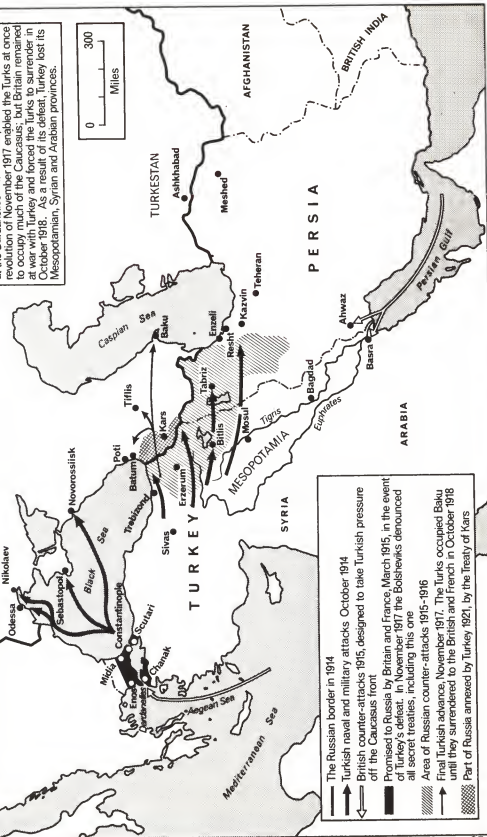 revolution of November 1917 enabled the Turks at once
to occupy much of the Caucasus; but Britain remained
at war with Turkey and forced the Turks to surrender in
October 1918. As a result of its defeat, Turkey lost its
Mesopotamian, Syrian and Arabian provinces.
0 300
Miles
Nikolaev
Odessa
Sebastopol
Novorossiisk
Black Sea
Constantinople
Scutari
Midia
Enos
Chanak
Dardanelles
Aegean Sea
Mediterranean Sea
TURKEY
Sivas
Trebizond
Erzerum
Poti
Batum
Kars
Tiflis
Bitlis
Tabriz
Mosul
Caspian Sea
Baku
Enzeli
Resht
Kazvin
Teheran
TURKESTAN
Ashkhabad
Meshed
AFGHANISTAN
BRITISH INDIA
PERSIA
MESOPOTAMIA
Tigris
Euphrates
Bagdad
Ahwaz
Basra
Persian Gulf
SYRIA
ARABIA
The Russian border in 1914
Turkish naval and military attacks October 1914
British counter-attacks 1915, designed to take Turkish pressure
off the Caucasus front
Promised to Russia by Britain and France, March 1915, in the event
of Turkey's defeat. In November 1917 the Bolsheviks denounced
all secret treaties, including this one
Area of Russian counter-attacks 1915-1916
Final Turkish advance, November 1917. The Turks occupied Baku
until they surrendered to the British and French in October 1918
Part of Russia annexed by Turkey 1921, by the Treaty of Kars